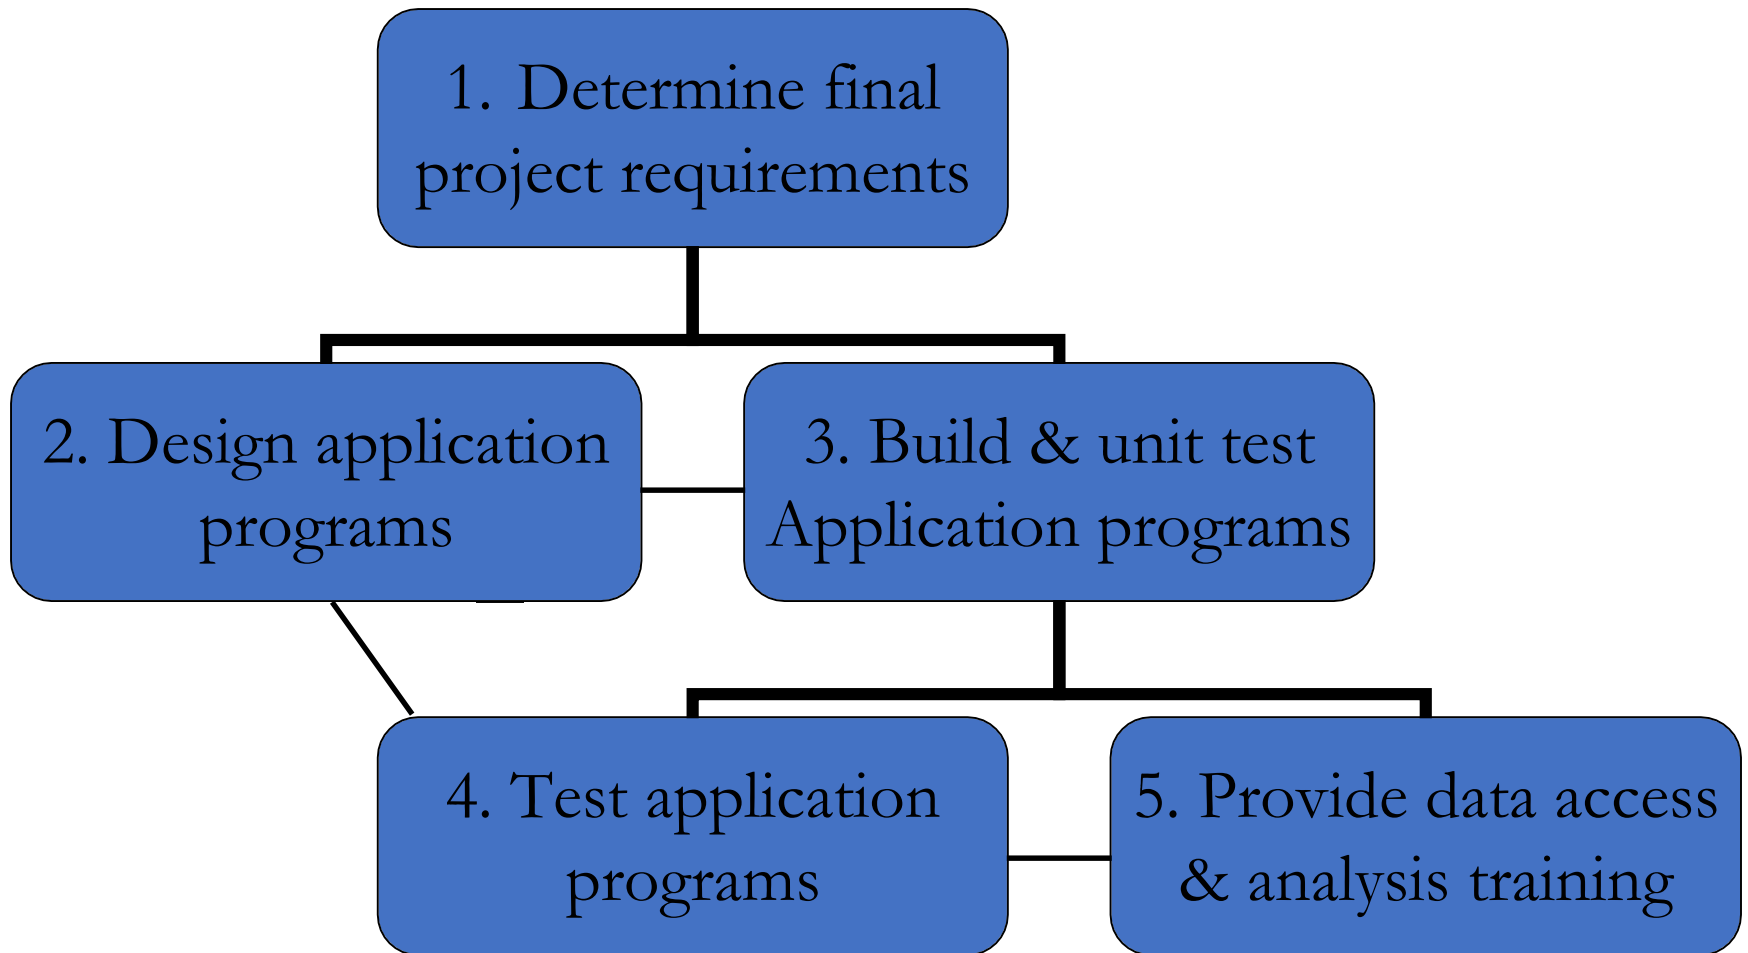 1. Determine final
project requirements
2. Design application
programs
3. Build & unit test
Application programs
4. Test application
programs
5. Provide data access
& analysis training